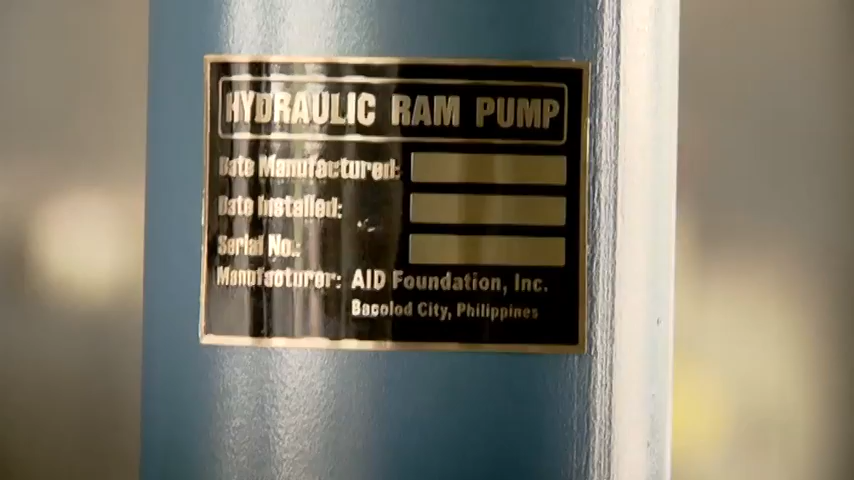 HYDRAULIC RAM PUMP
Date Manufactured:
Date Installed:
Serial No.:
Manufacturer: AID Foundation, Inc.
Bacolod City, Philippines